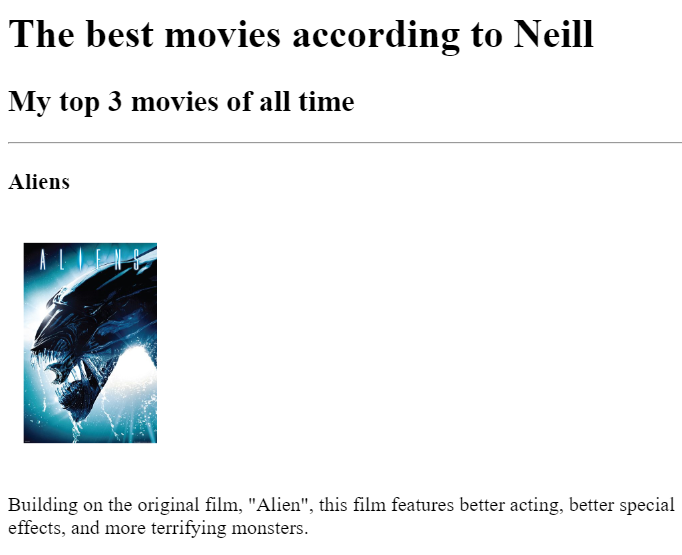 The best movies according to Neill
My top 3 movies of all time
Aliens
ALIENS
Building on the original film, "Alien", this film features better acting, better special
effects, and more terrifying monsters.